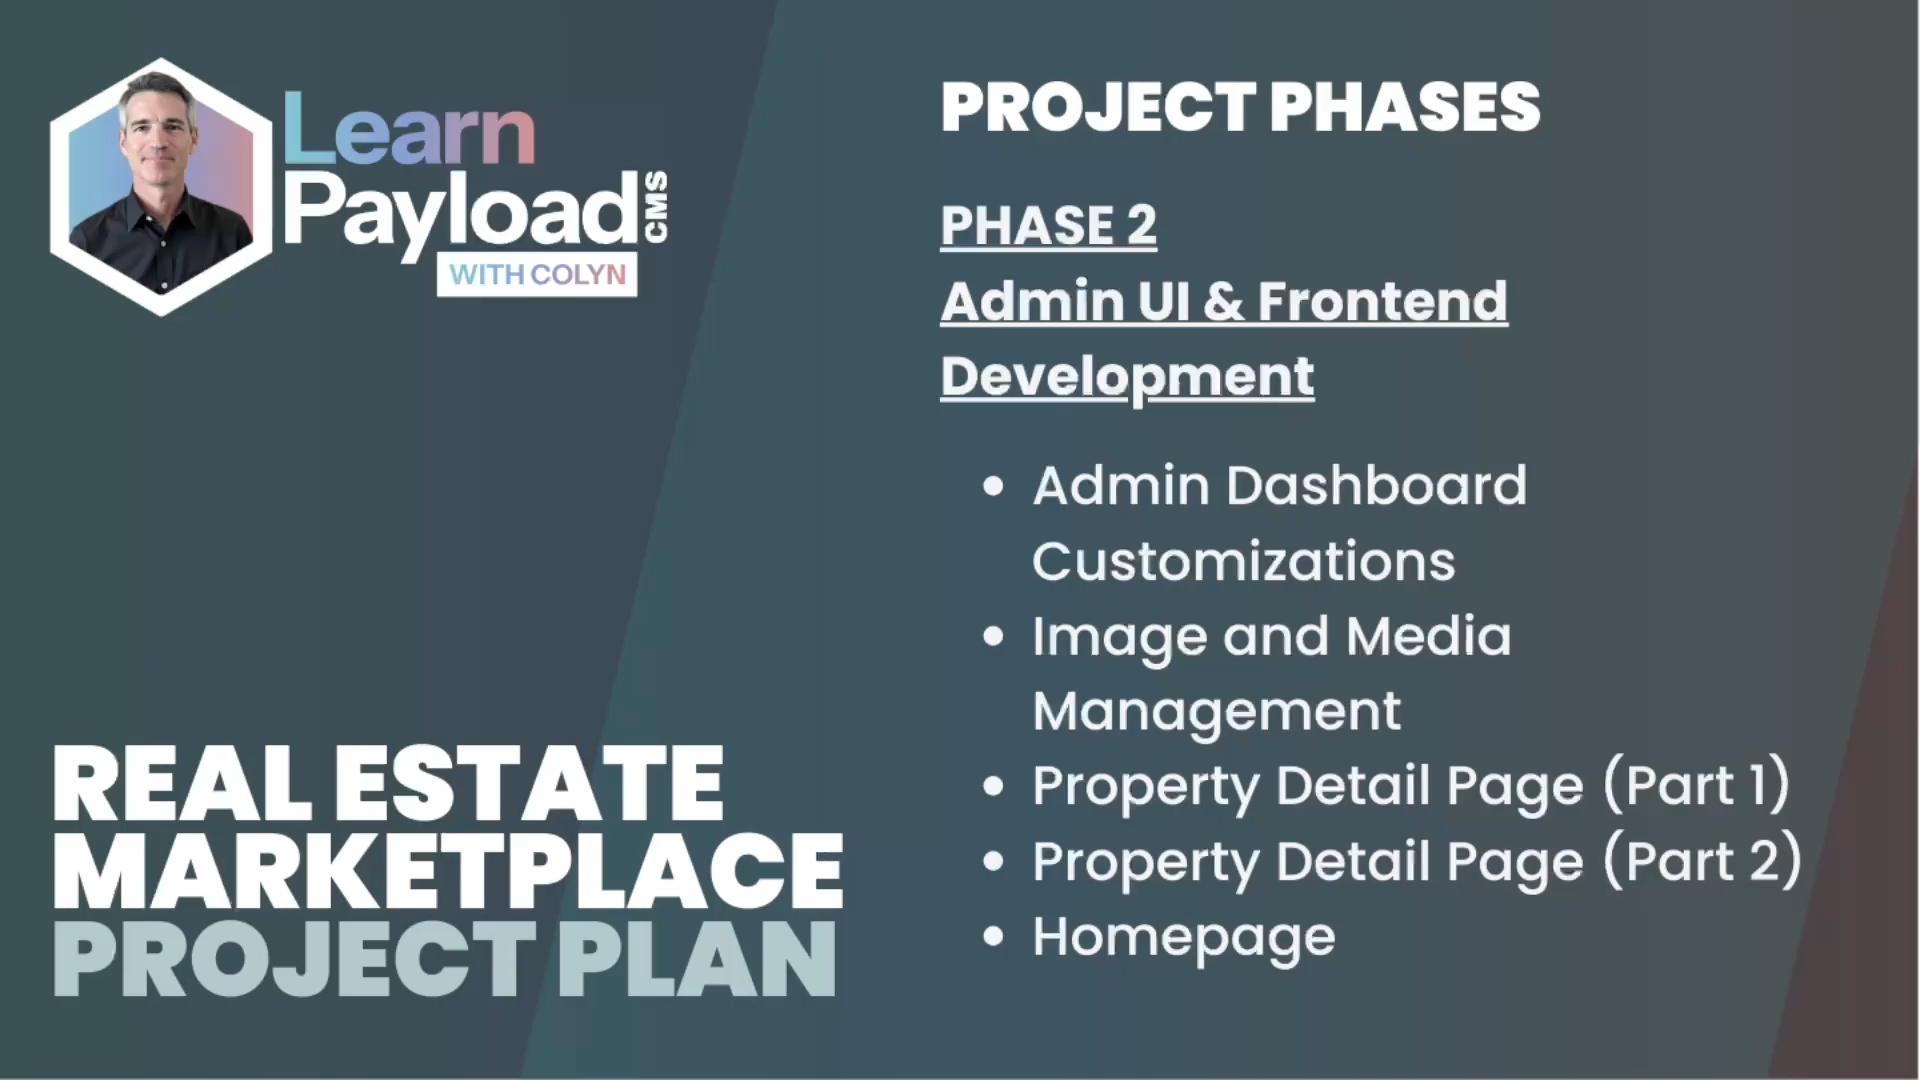 Learn
Payload
CMS
WITH COLYN
REAL ESTATE
MARKETPLACE
PROJECT PLAN
PROJECT PHASES
PHASE 2
Admin UI & Frontend
Development
• Admin Dashboard
Customizations
• Image and Media
Management
• Property Detail Page (Part 1)
• Property Detail Page (Part 2)
• Homepage